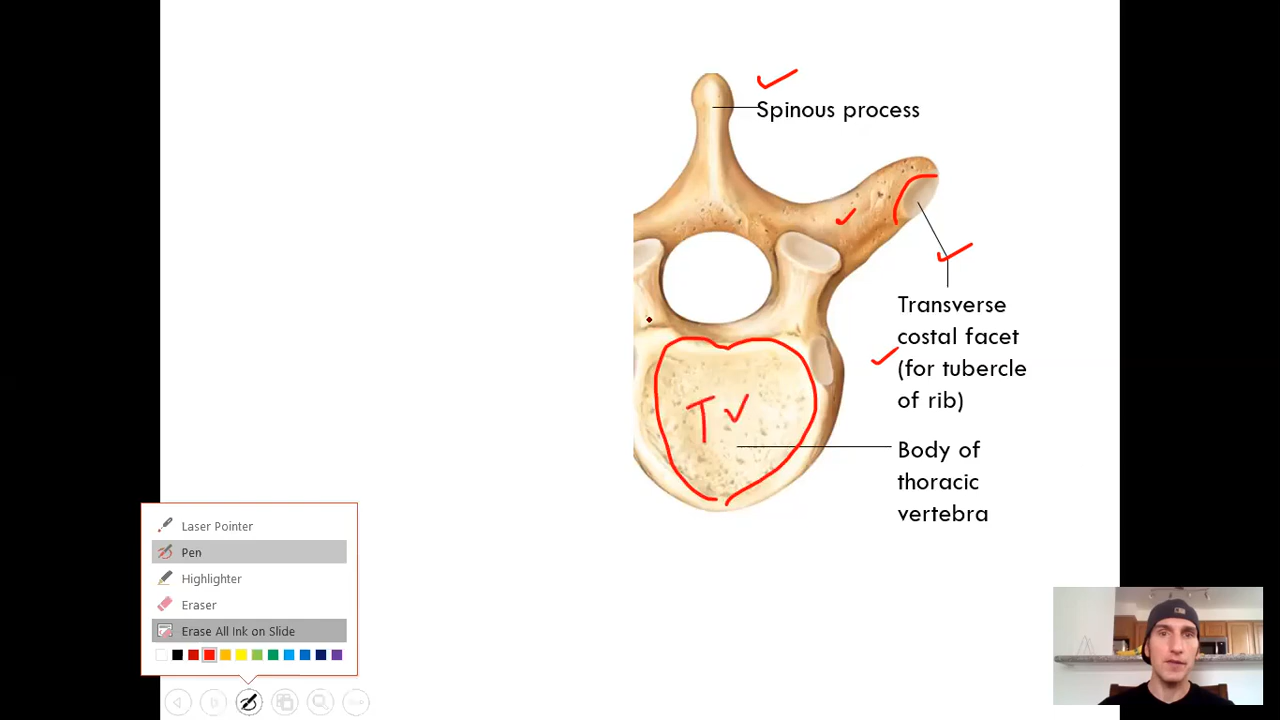 Spinous process
Transverse
costal facet
(for tubercle
of rib)
T
Body of
thoracic
vertebra
Laser Pointer
Pen
Highlighter
Eraser
Erase All Ink on Slide